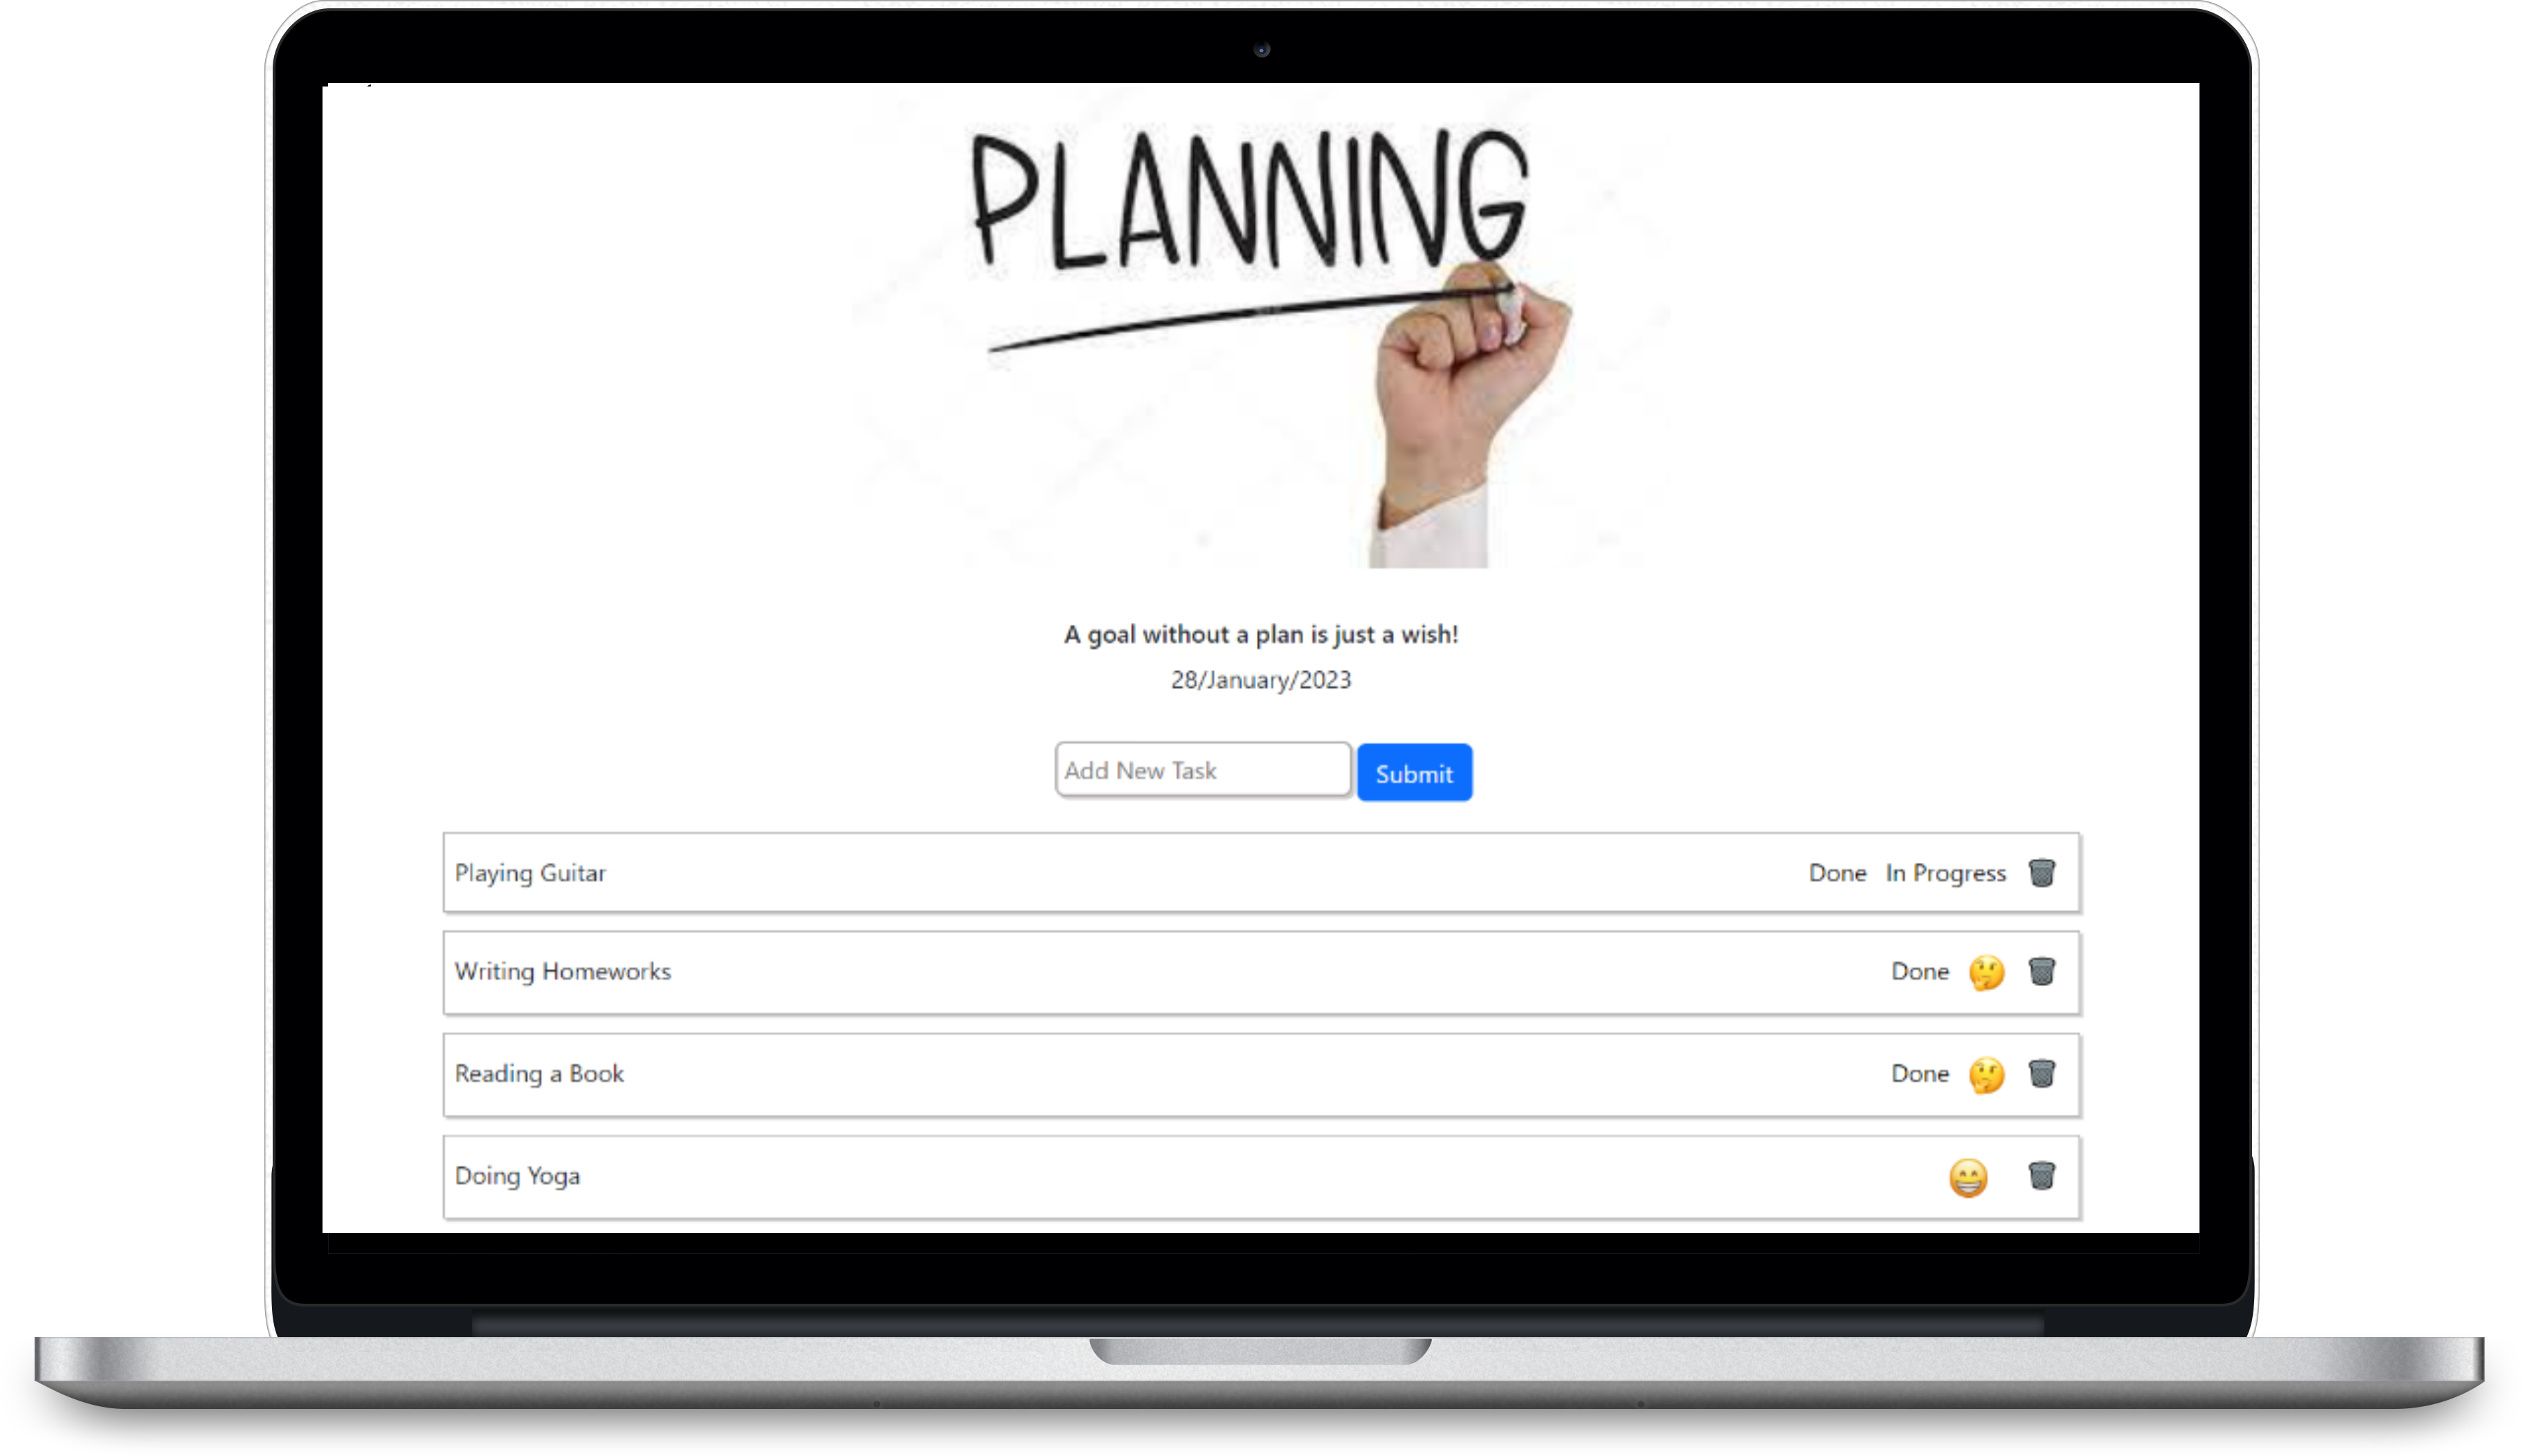 PLANNING
A goal without a plan is just a wish!
28/January/2023
Add New Task Submit
Playing Guitar Done In Progress
Writing Homeworks Done
Reading a Book Done
Doing Yoga